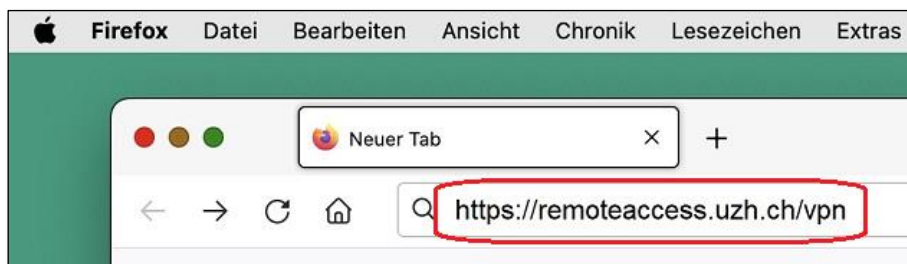 Firefox Datei Bearbeiten Ansicht Chronik Lesezeichen Extras
Neuer Tab
https://remoteaccess.uzh.ch/vpn